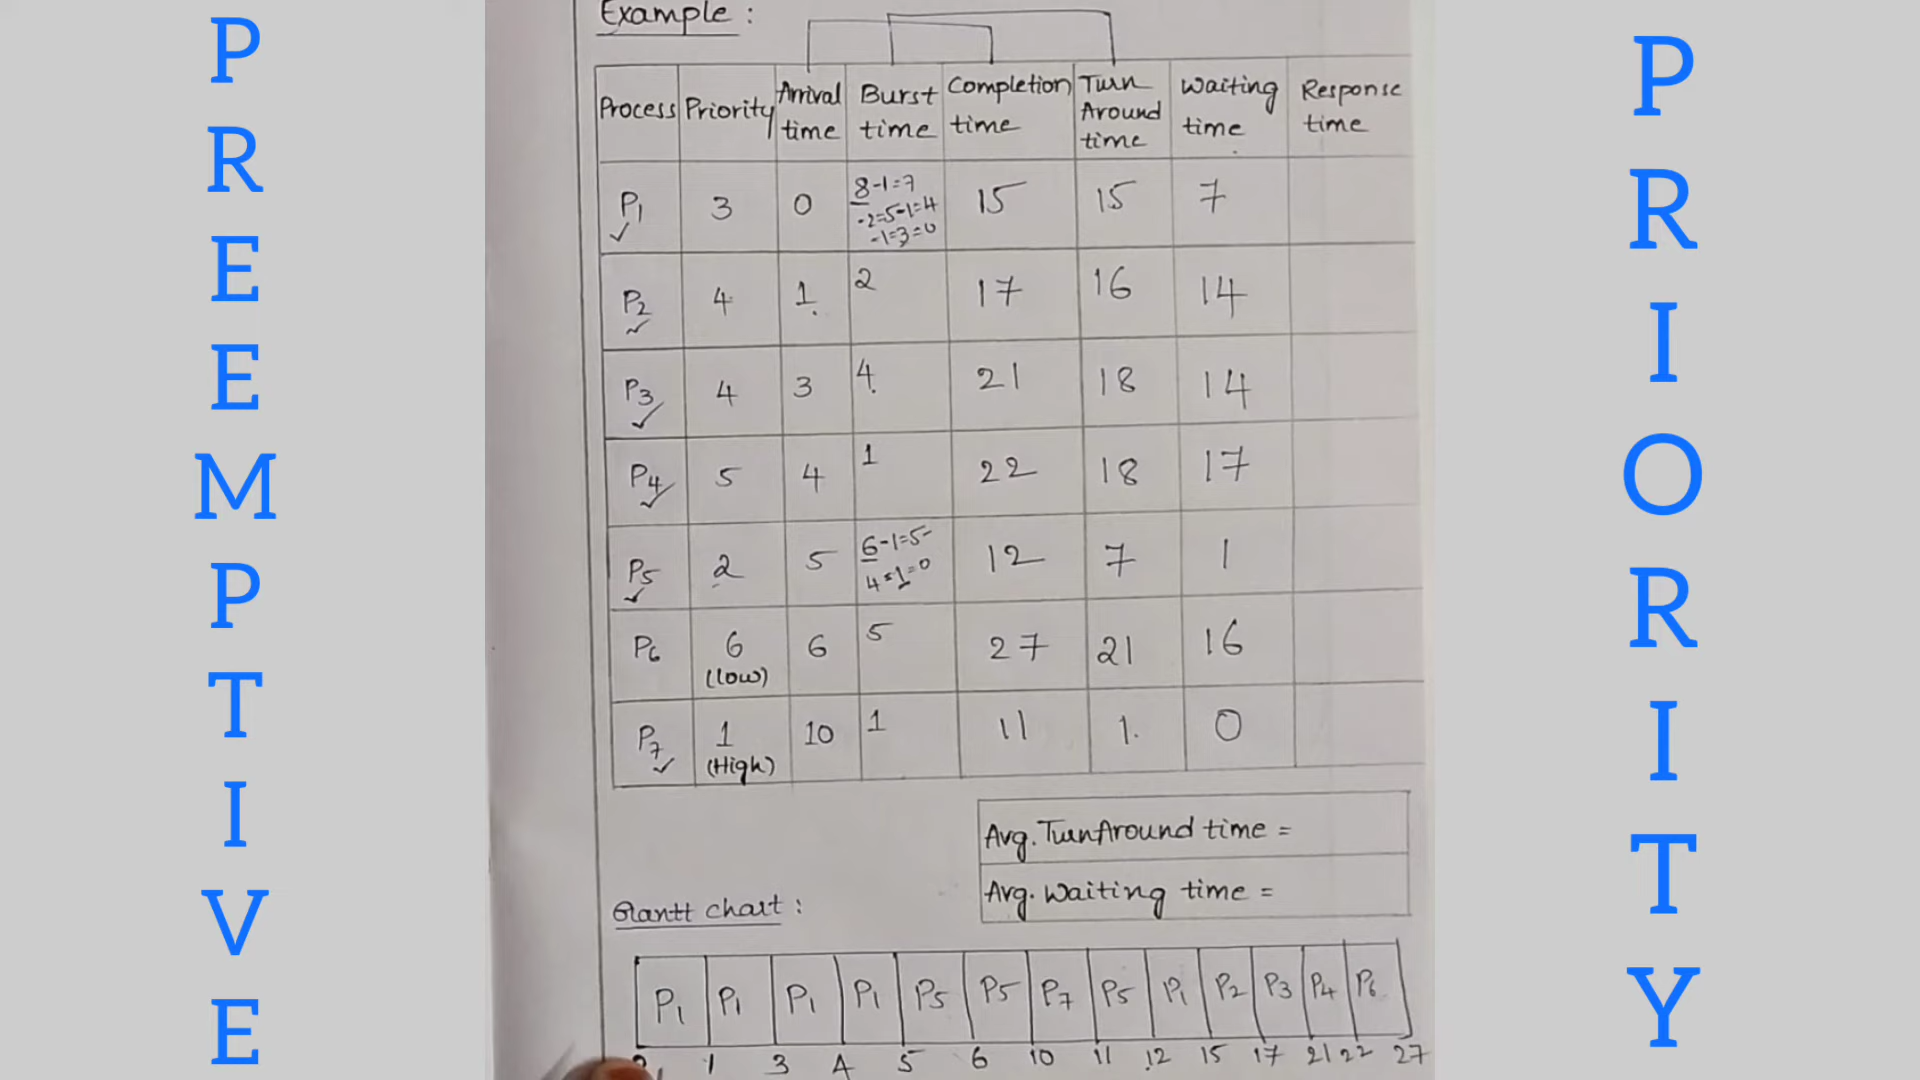 PREEMPTIVE
PRIORITY
Example :
Process Priority Arrival time Burst time Completion time Turn Around time Waiting time Response time
P1 3 0 8-1=7 -2=5-1=4 -1=3=0 15 15 7
P2 4 1 2 17 16 14
P3 4 3 4 21 18 14
P4 5 4 1 22 18 17
P5 2 5 6-1=5- 4=1=0 12 7 1
P6 6 (low) 6 5 27 21 16
P7 1 (High) 10 1 11 1 0
Avg. TurnAround time =
Avg. Waiting time =
Gantt chart :
P1 P1 P1 P1 P5 P5 P7 P5 P1 P2 P3 P4 P6
1 3 4 5 6 10 11 12 15 17 21 22 27